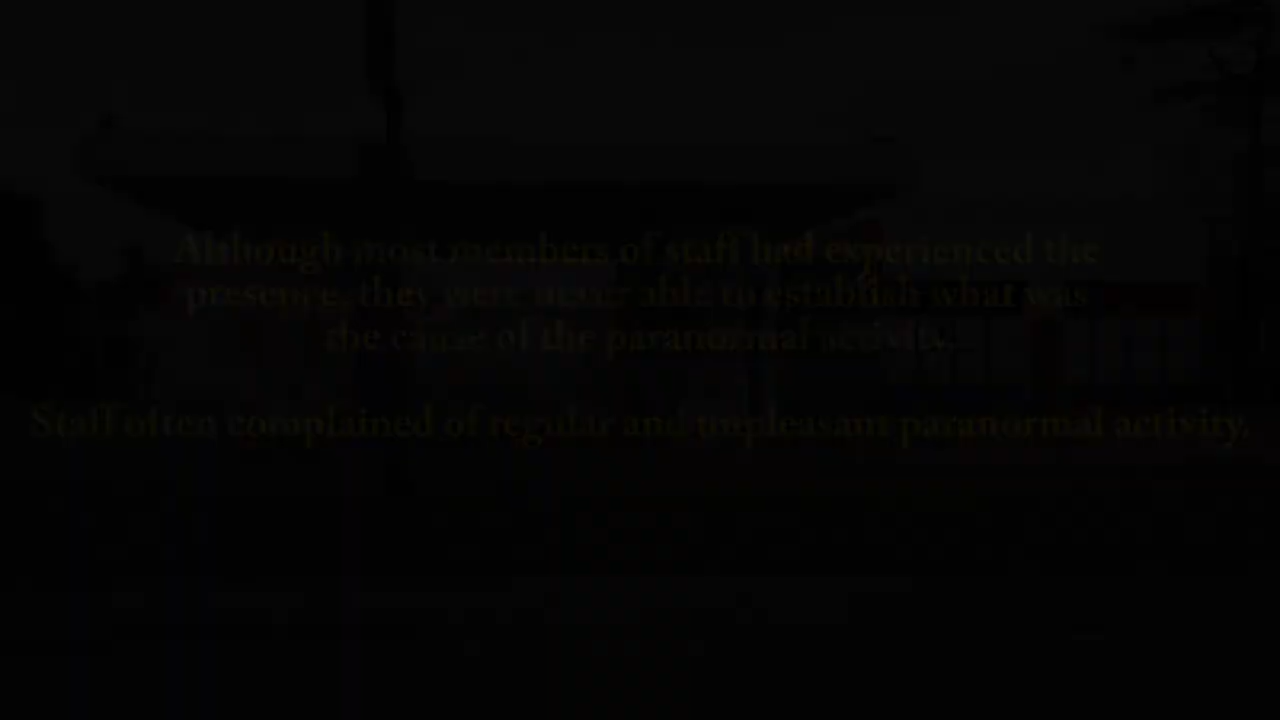 Although most members of staff had experienced the
presence, they were never able to establish what was
the cause of the paranormal activity.
Staff often complained of regular and unpleasant paranormal activity.